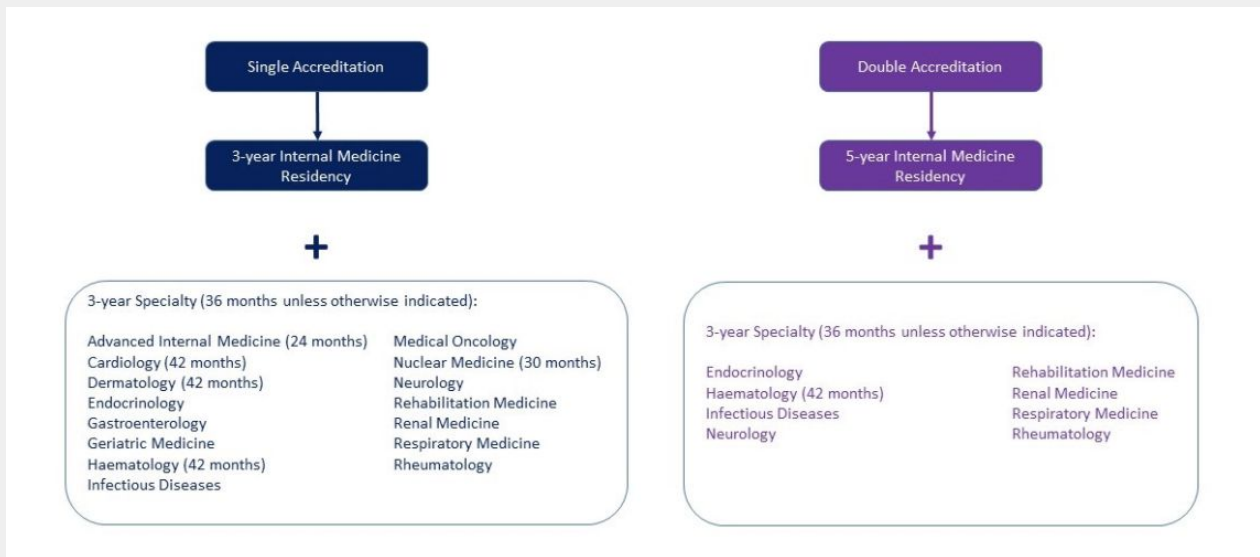 Single Accreditation
3-year Internal Medicine
Residency
+
3-year Specialty (36 months unless otherwise indicated):
Advanced Internal Medicine (24 months)
Cardiology (42 months)
Dermatology (42 months)
Endocrinology
Gastroenterology
Geriatric Medicine
Haematology (42 months)
Infectious Diseases
Medical Oncology
Nuclear Medicine (30 months)
Neurology
Rehabilitation Medicine
Renal Medicine
Respiratory Medicine
Rheumatology
Double Accreditation
5-year Internal Medicine
Residency
+
3-year Specialty (36 months unless otherwise indicated):
Endocrinology
Haematology (42 months)
Infectious Diseases
Neurology
Rehabilitation Medicine
Renal Medicine
Respiratory Medicine
Rheumatology